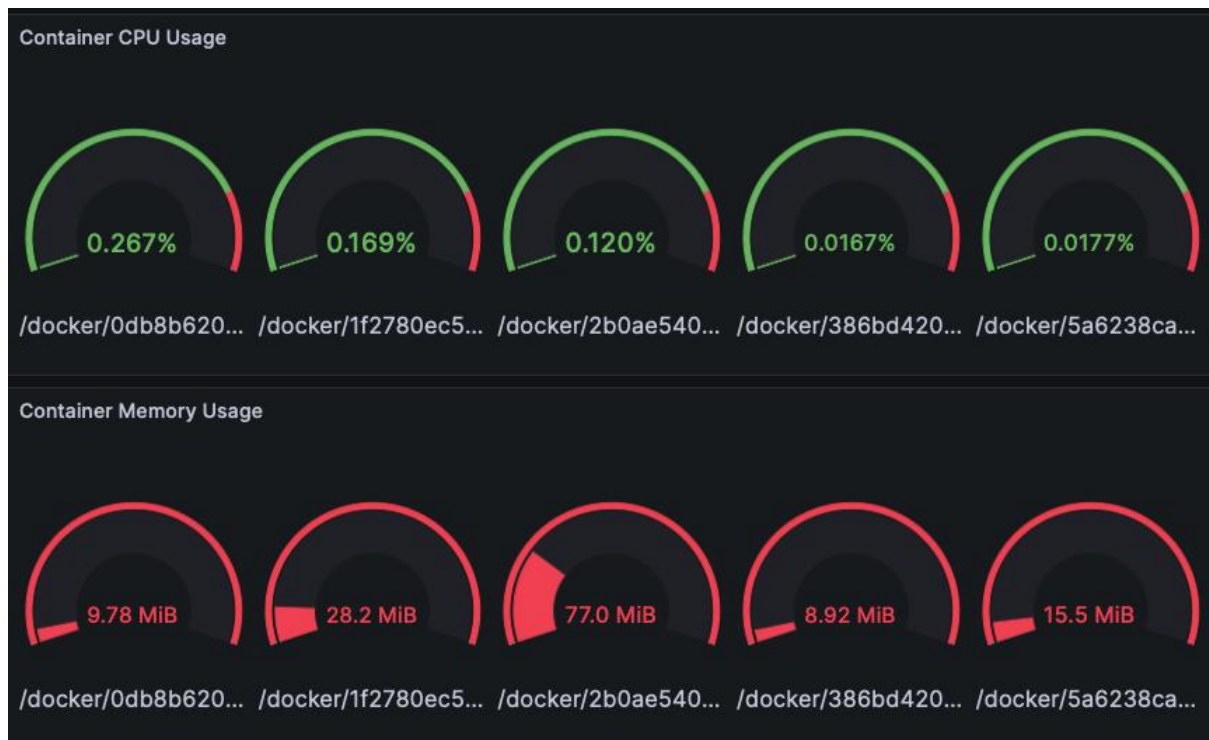 Container CPU Usage
0.267% 0.169% 0.120% 0.0167% 0.0177%
/docker/0db8b620... /docker/1f2780ec5... /docker/2b0ae540... /docker/386bd420... /docker/5a6238ca...
Container Memory Usage
9.78 MiB 28.2 MiB 77.0 MiB 8.92 MiB 15.5 MiB
/docker/0db8b620... /docker/1f2780ec5... /docker/2b0ae540... /docker/386bd420... /docker/5a6238ca...